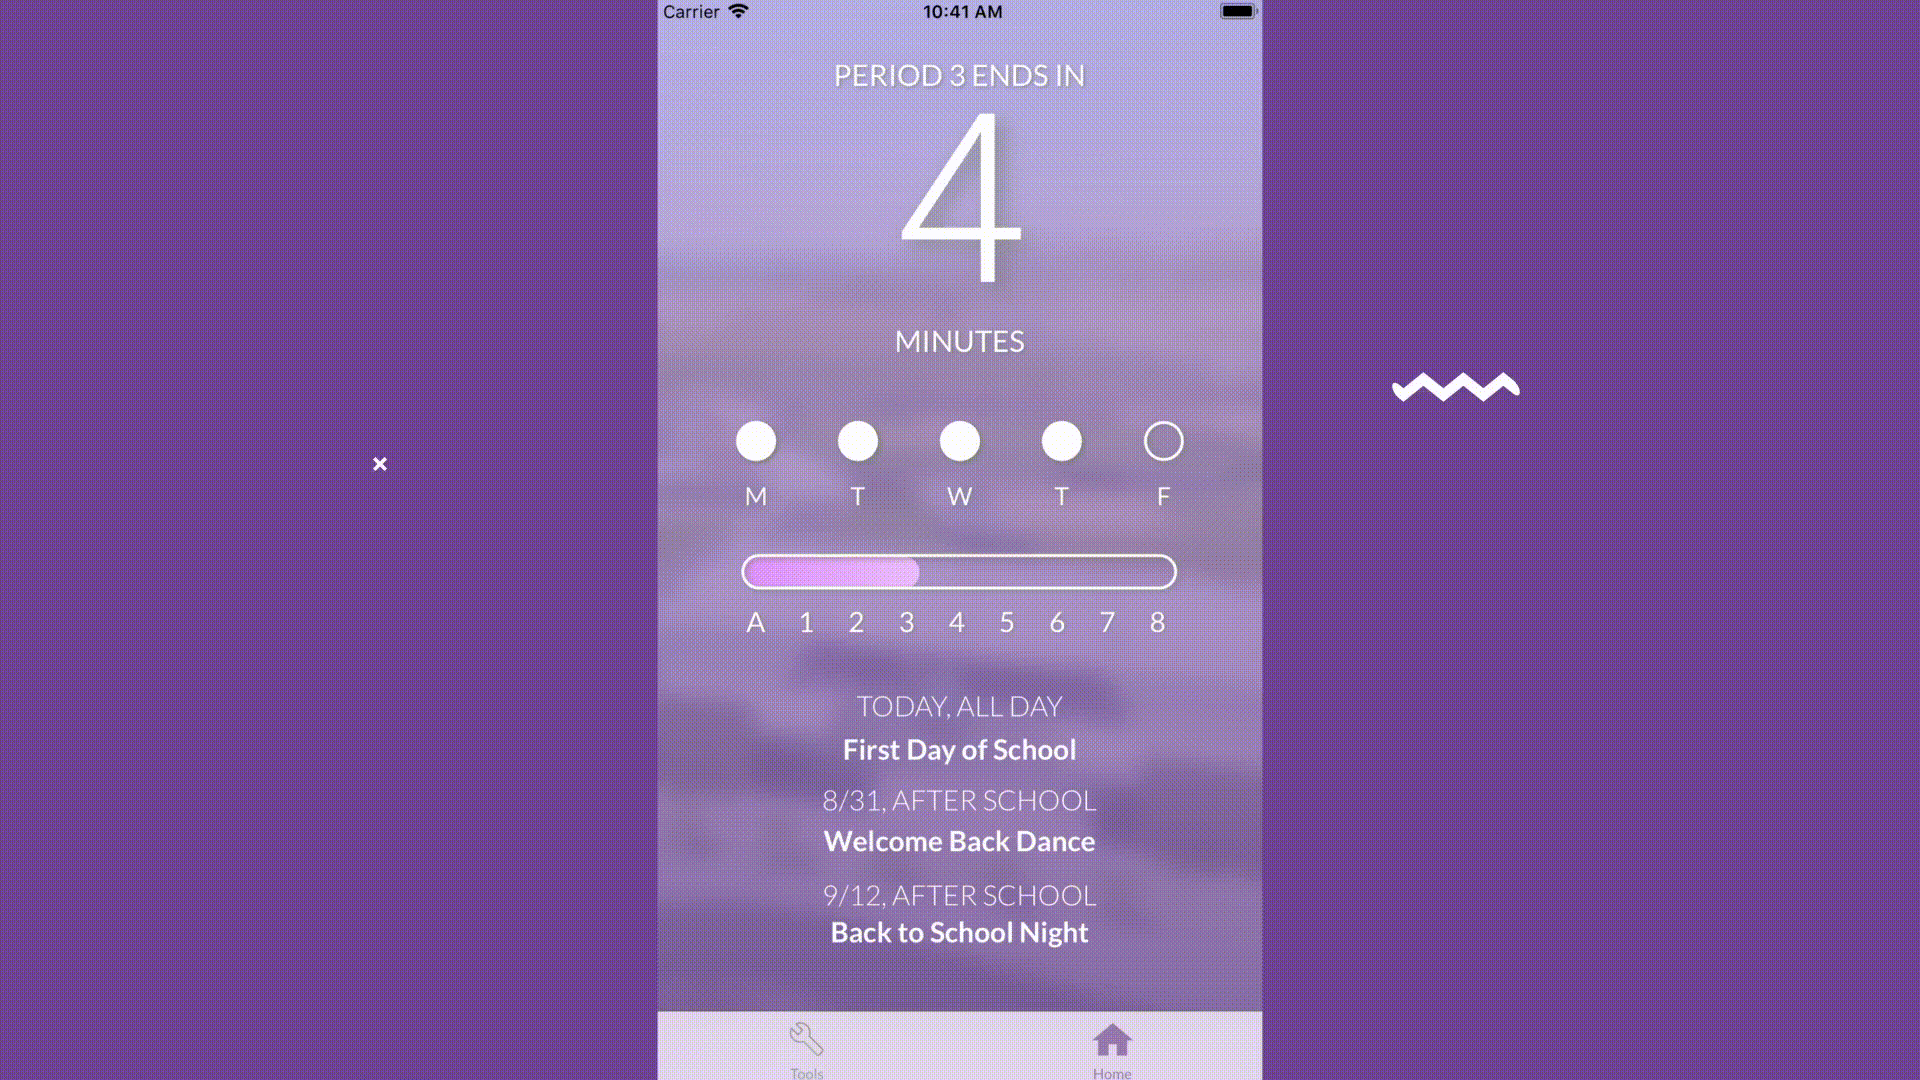 Carrier 10:41 AM
PERIOD 3 ENDS IN
4
MINUTES
M T W T F
A 1 2 3 4 5 6 7 8
TODAY, ALL DAY
First Day of School
8/31, AFTER SCHOOL
Welcome Back Dance
9/12, AFTER SCHOOL
Back to School Night
Tools Home